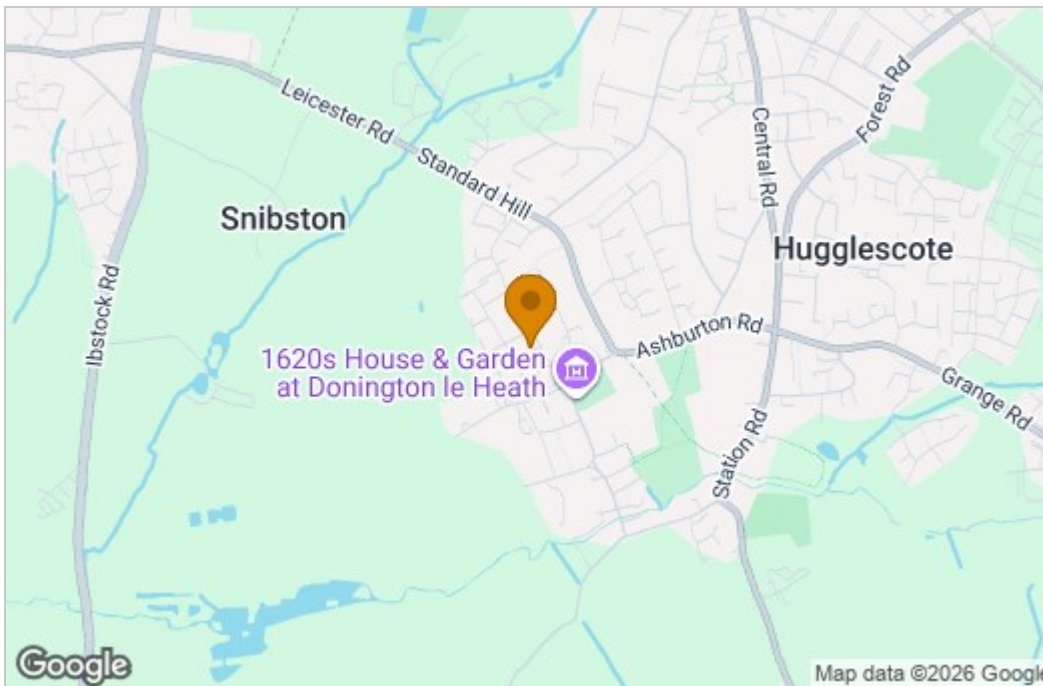 Leicester Rd
Standard Hill
Central Rd
Forest Rd
Snibston
Hugglescote
Ibstock Rd
Ashburton Rd
1620s House & Garden
at Donington le Heath
Grange Rd
Station Rd
Google
Map data ©2026 Google